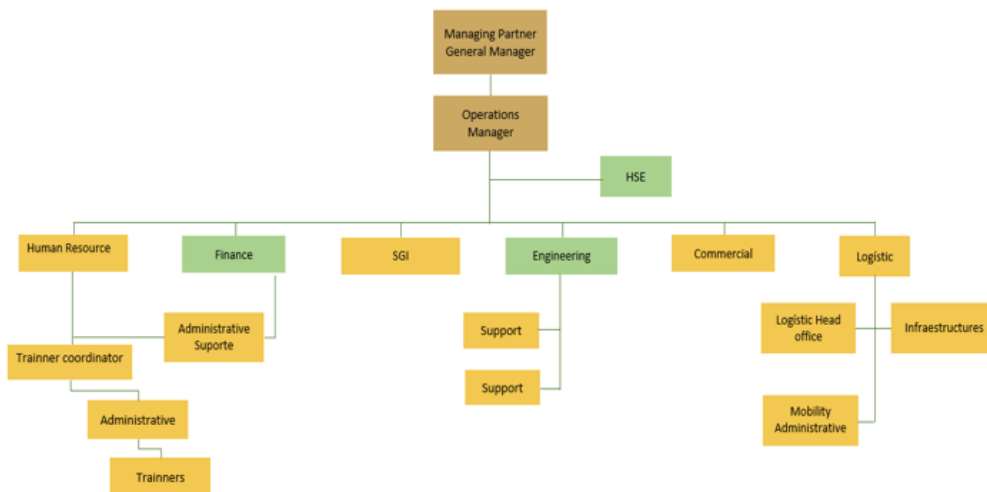 Managing Partner
General Manager
Operations
Manager
HSE
Human Resource
Finance
SGI
Engineering
Commercial
Logistic
Administrative
Suporte
Support
Logistic Head
office
Infraestructures
Trainner coordinator
Support
Administrative
Mobility
Administrative
Trainners